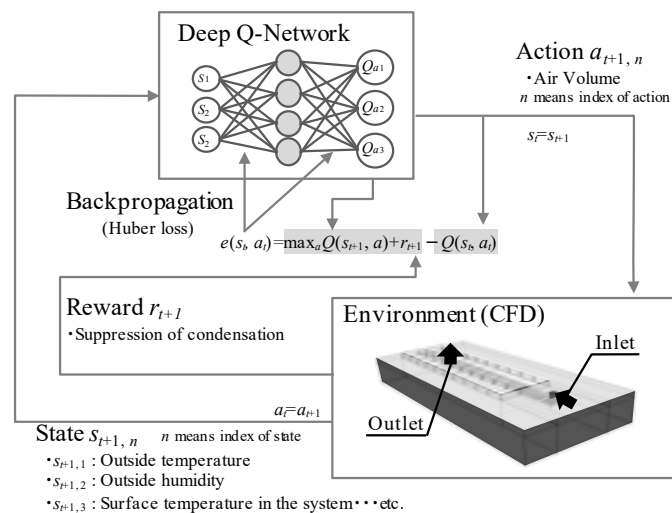 Deep Q-Network
S1
S2
S2
Qa1
Qa2
Qa3
Action at+1, n
・Air Volume
n means index of action
st=st+1
Backpropagation
(Huber loss)
e(st, at)=maxaQ(st+1, a)+rt+1−Q(st, at)
Reward rt+1
・Suppression of condensation
Environment (CFD)
Inlet
Outlet
at=at+1
State st+1, n n means index of state
・st+1, 1 : Outside temperature
・st+1, 2 : Outside humidity
・st+1, 3 : Surface temperature in the system・・・etc.